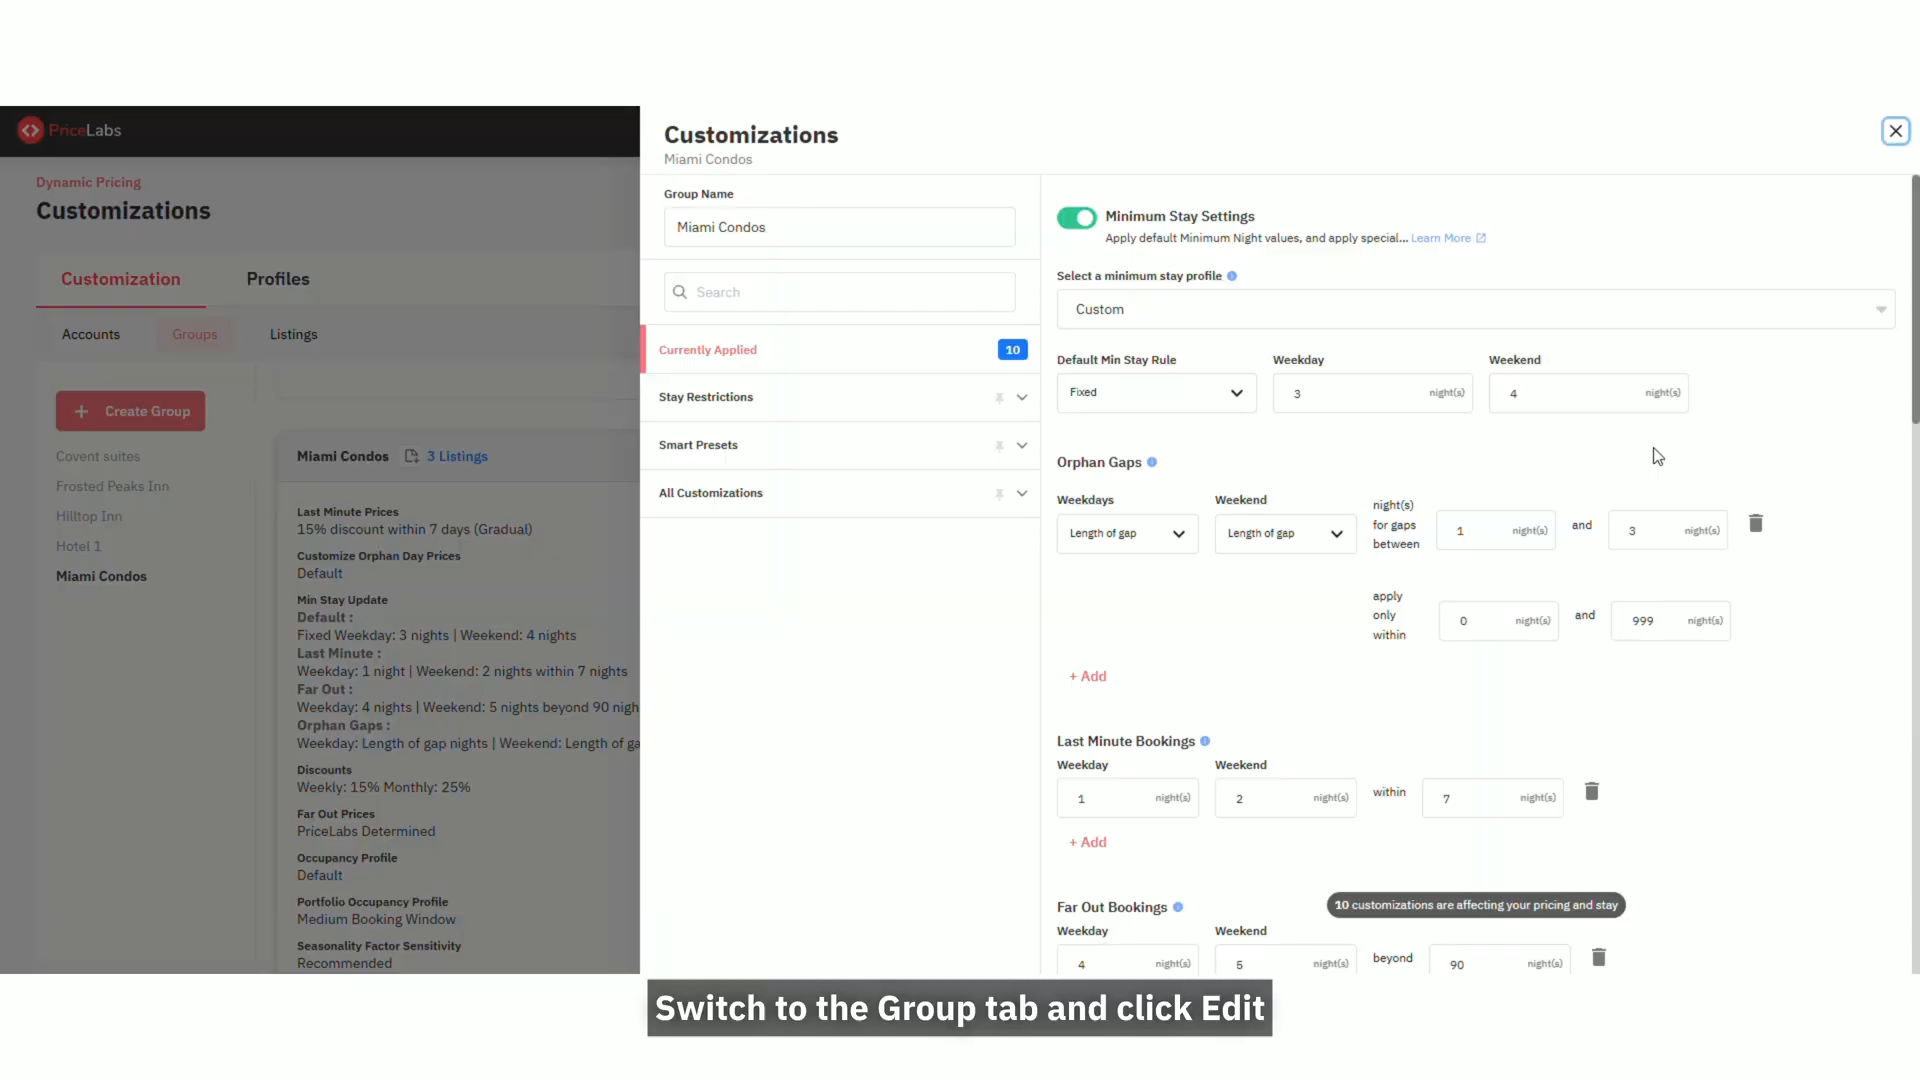 PriceLabs
Dynamic Pricing
Customizations
Customization
Profiles
Accounts
Groups
Listings
+ Create Group
Covent suites
Frosted Peaks Inn
Hilltop Inn
Hotel 1
Miami Condos
Miami Condos 3 Listings
Last Minute Prices
15% discount within 7 days (Gradual)
Customize Orphan Day Prices
Default
Min Stay Update
Default :
Fixed Weekday: 3 nights | Weekend: 4 nights
Last Minute :
Weekday: 1 night | Weekend: 2 nights within 7 nights
Far Out :
Weekday: 4 nights | Weekend: 5 nights beyond 90 nigh
Orphan Gaps :
Weekday: Length of gap nights | Weekend: Length of ga
Discounts
Weekly: 15% Monthly: 25%
Far Out Prices
PriceLabs Determined
Occupancy Profile
Default
Portfolio Occupancy Profile
Medium Booking Window
Seasonality Factor Sensitivity
Recommended
Customizations
Miami Condos
Group Name
Miami Condos
Search
Currently Applied 10
Stay Restrictions
Smart Presets
All Customizations
Minimum Stay Settings
Apply default Minimum Night values, and apply special... Learn More
Select a minimum stay profile
Custom
Default Min Stay Rule Weekday Weekend
Fixed 3 night(s) 4 night(s)
Orphan Gaps
Weekdays Weekend
Length of gap Length of gap
night(s)
for gaps
between
1 night(s) and 3 night(s)
apply
only
within
0 night(s) and 999 night(s)
+ Add
Last Minute Bookings
Weekday Weekend
1 night(s) 2 night(s) within 7 night(s)
+ Add
Far Out Bookings
10 customizations are affecting your pricing and stay
Weekday Weekend
4 night(s) 5 night(s) beyond 90 night(s)
Switch to the Group tab and click Edit